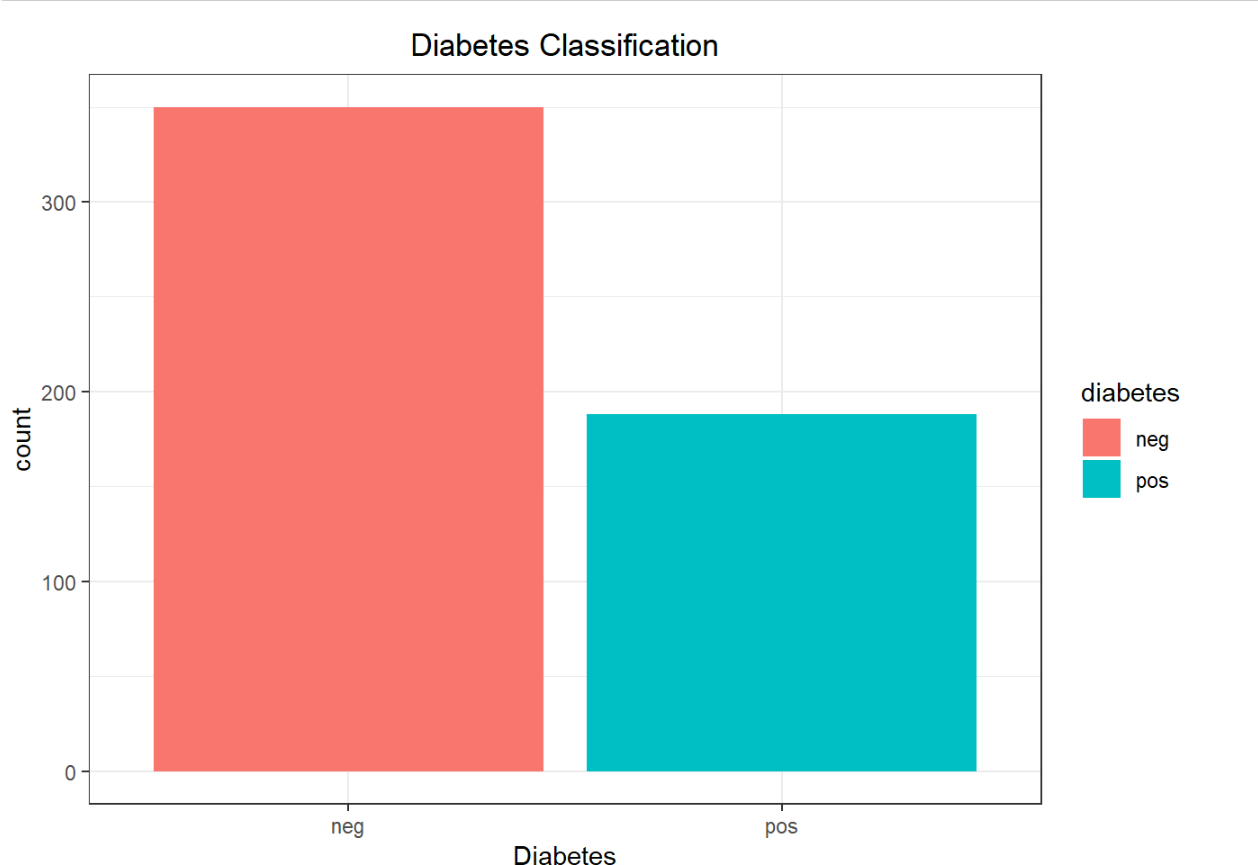 Diabetes Classification
count
300
200
100
0
neg
pos
Diabetes
diabetes
neg
pos